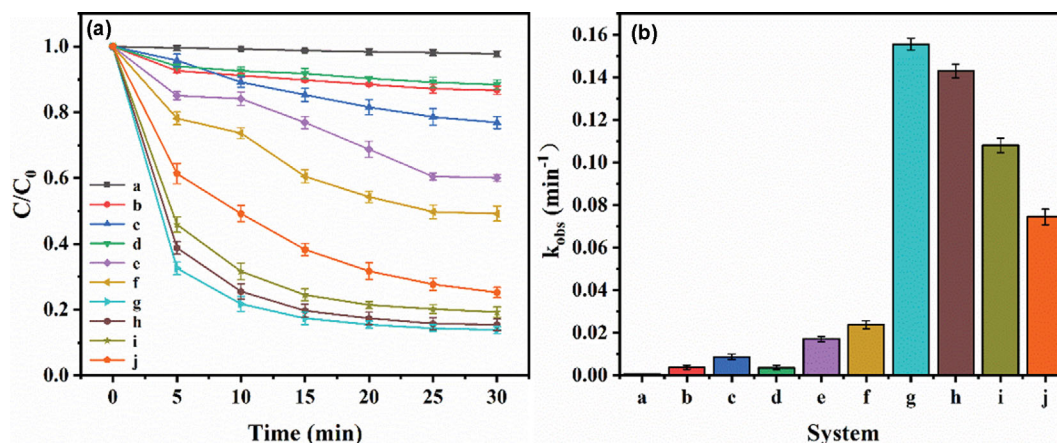 (a)
C/C0
1.0
0.8
0.6
0.4
0.2
0.0
a
b
c
d
c
f
g
h
i
j
0 5 10 15 20 25 30
Time (min)
(b)
kobs (min-1)
0.16
0.14
0.12
0.10
0.08
0.06
0.04
0.02
0.00
a b c d e f g h i j
System